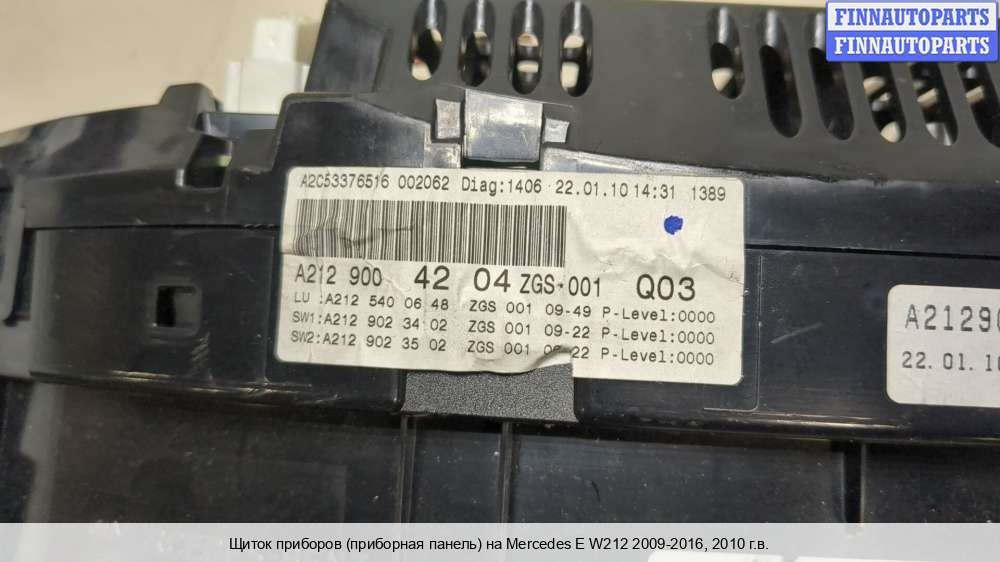 FINNAUTOPARTS
FINNAUTOPARTS
A2C53376516 002062 Diag:1406 22.01.10 14:31 1389
A212 900 42 04 ZGS 001 Q03
LU :A212 540 06 48 ZGS 001 09-49 P-Level:0000
SW1:A212 902 34 02 ZGS 001 09-22 P-Level:0000
SW2:A212 902 35 02 ZGS 001 09-22 P-Level:0000
A2129
22.01.10
Щиток приборов (приборная панель) на Mercedes E W212 2009-2016, 2010 г.в.